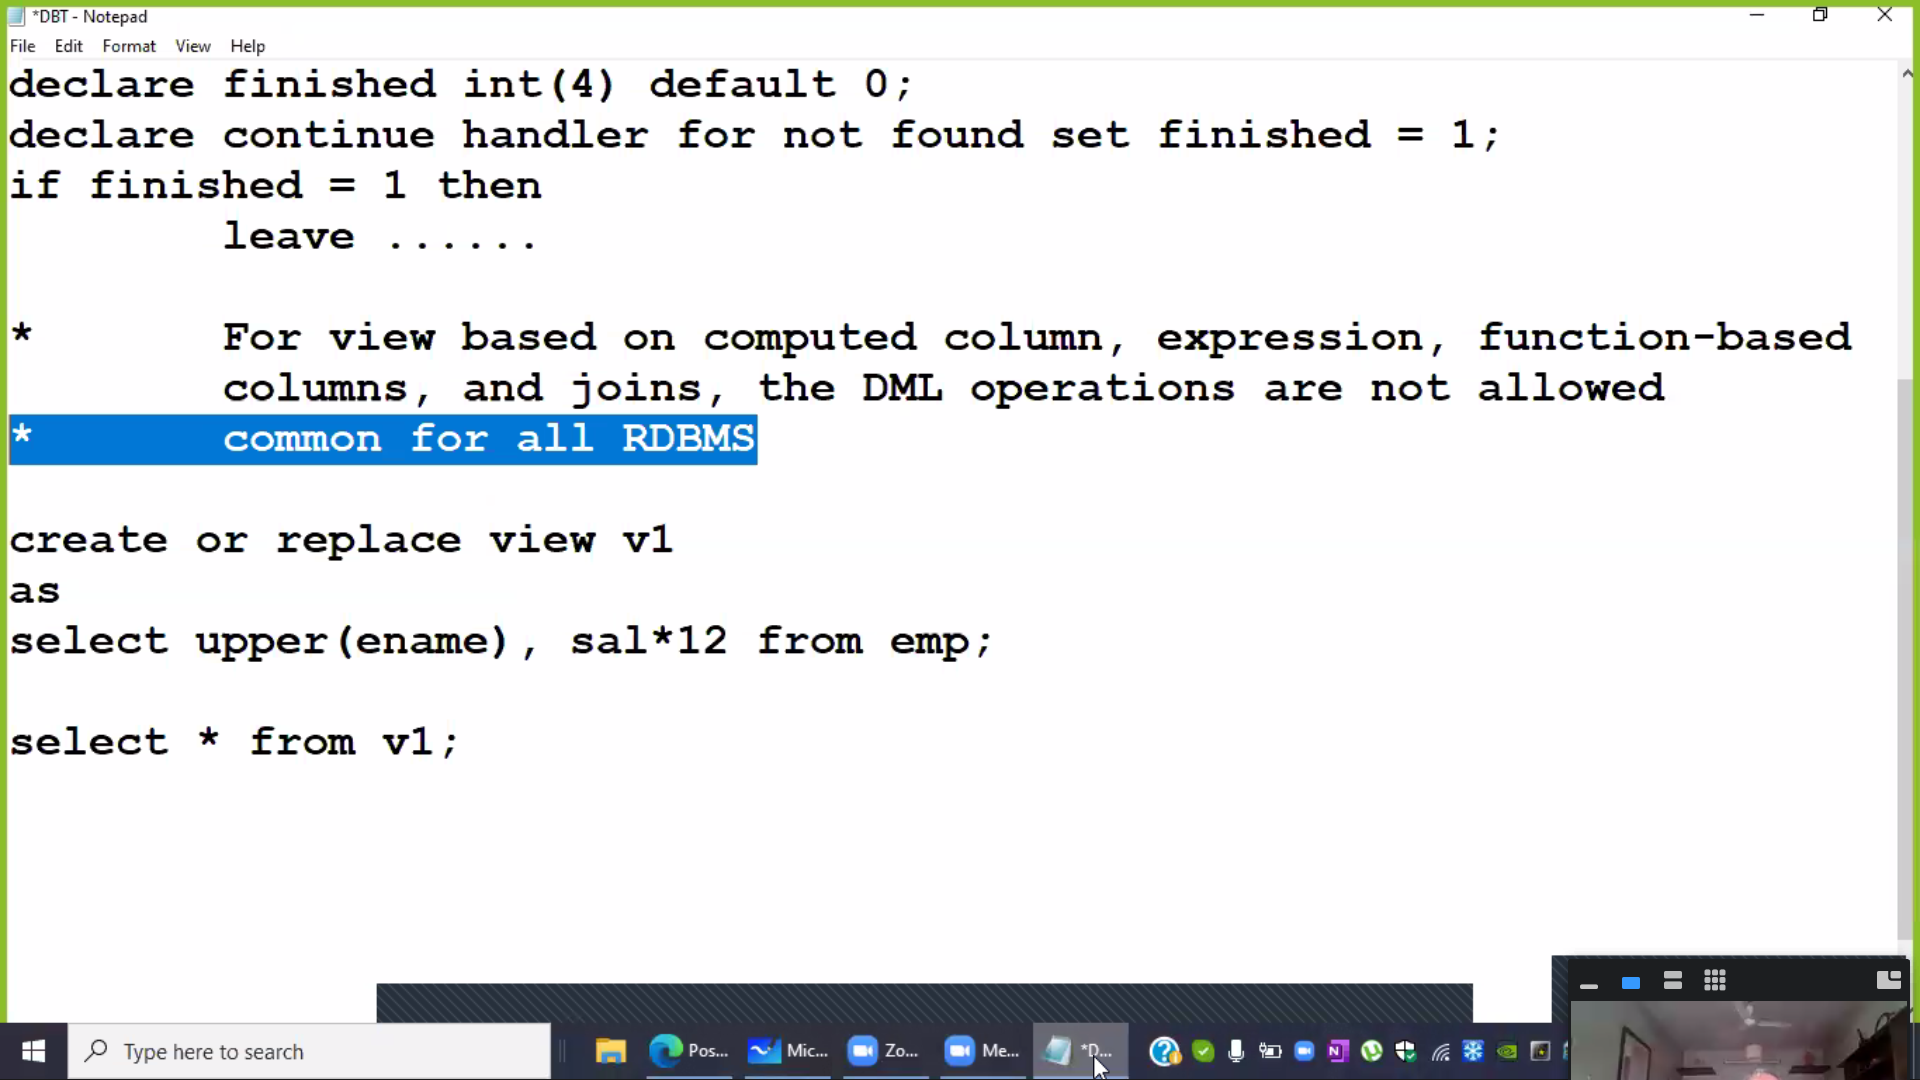 *DBT - Notepad
File Edit Format View Help
declare finished int(4) default 0;
declare continue handler for not found set finished = 1;
if finished = 1 then
leave ......
* For view based on computed column, expression, function-based
columns, and joins, the DML operations are not allowed
* common for all RDBMS
create or replace view v1
as
select upper(ename), sal*12 from emp;
select * from v1;
Type here to search
Pos...
Mic...
Zo...
Me...
*D...